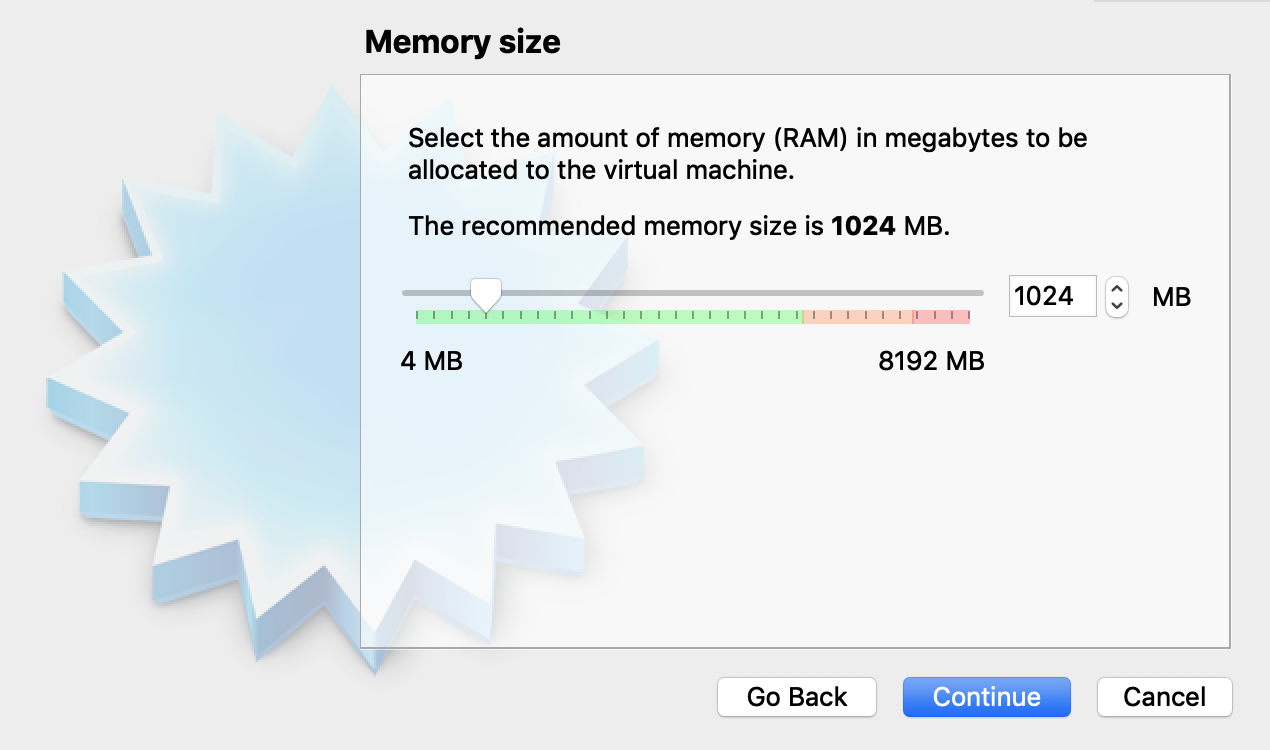 Memory size
Select the amount of memory (RAM) in megabytes to be
allocated to the virtual machine.
The recommended memory size is 1024 MB.
1024 MB
4 MB 8192 MB
Go Back Continue Cancel